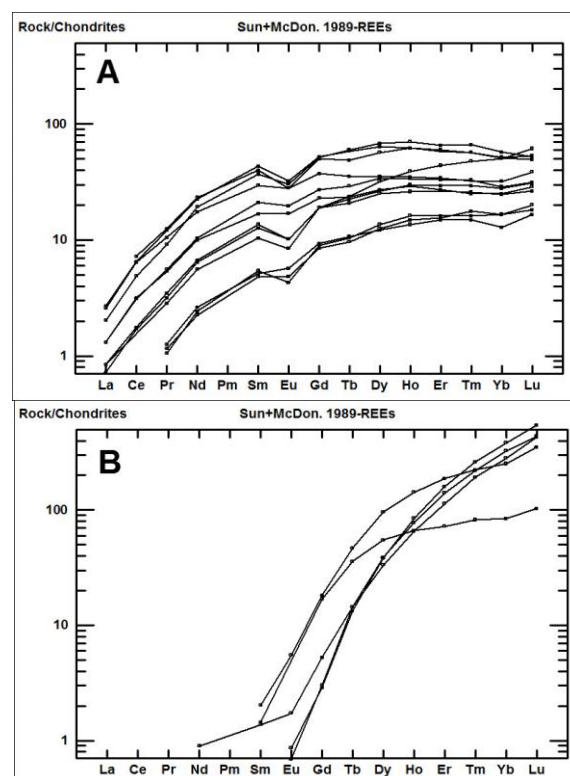 Rock/Chondrites Sun+McDon. 1989-REEs
A
100
10
1
La Ce Pr Nd Pm Sm Eu Gd Tb Dy Ho Er Tm Yb Lu
Rock/Chondrites Sun+McDon. 1989-REEs
B
100
10
1
La Ce Pr Nd Pm Sm Eu Gd Tb Dy Ho Er Tm Yb Lu